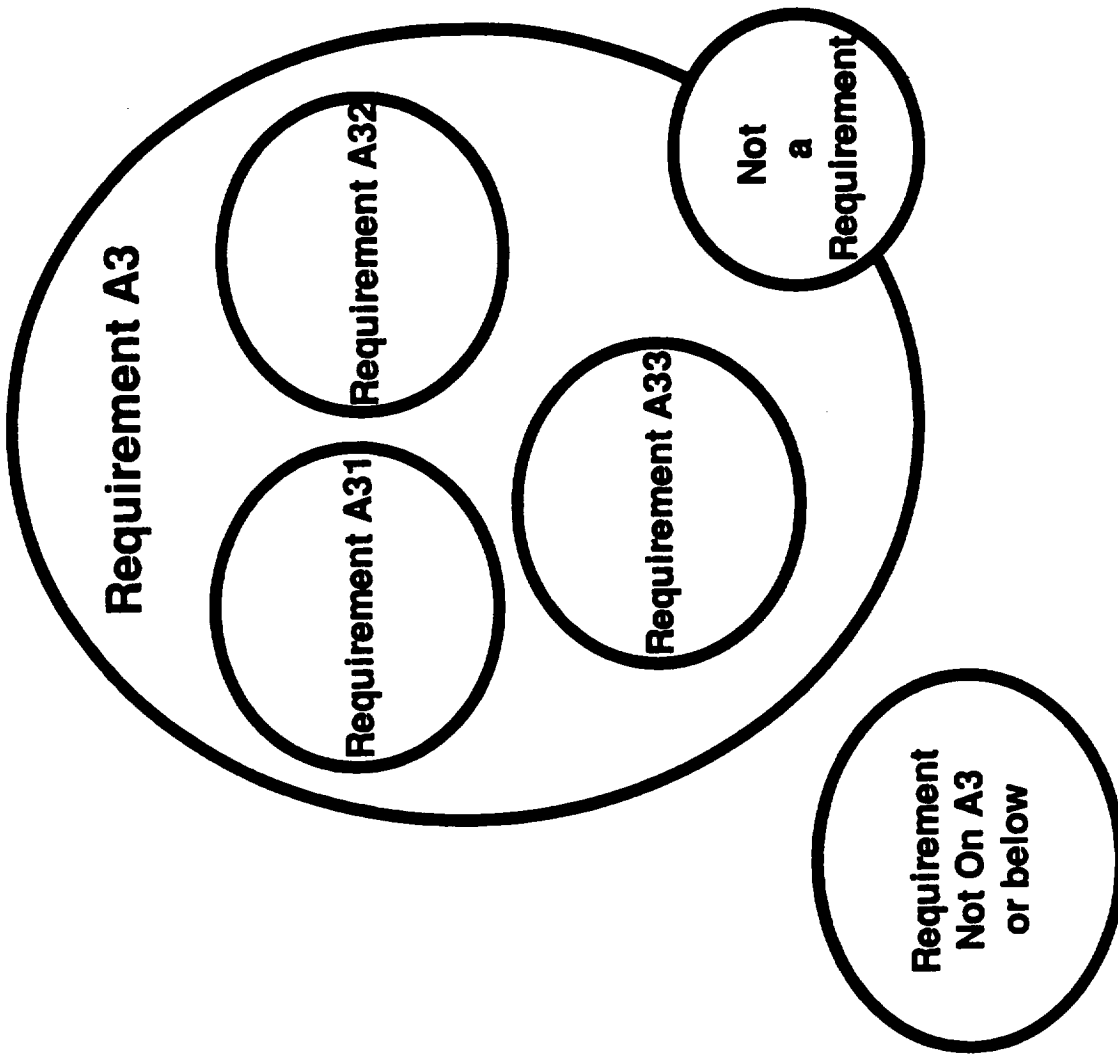 Requirement A3
Requirement A31
Requirement A32
Requirement A33
Not
a
Requirement
Requirement
Not On A3
or below